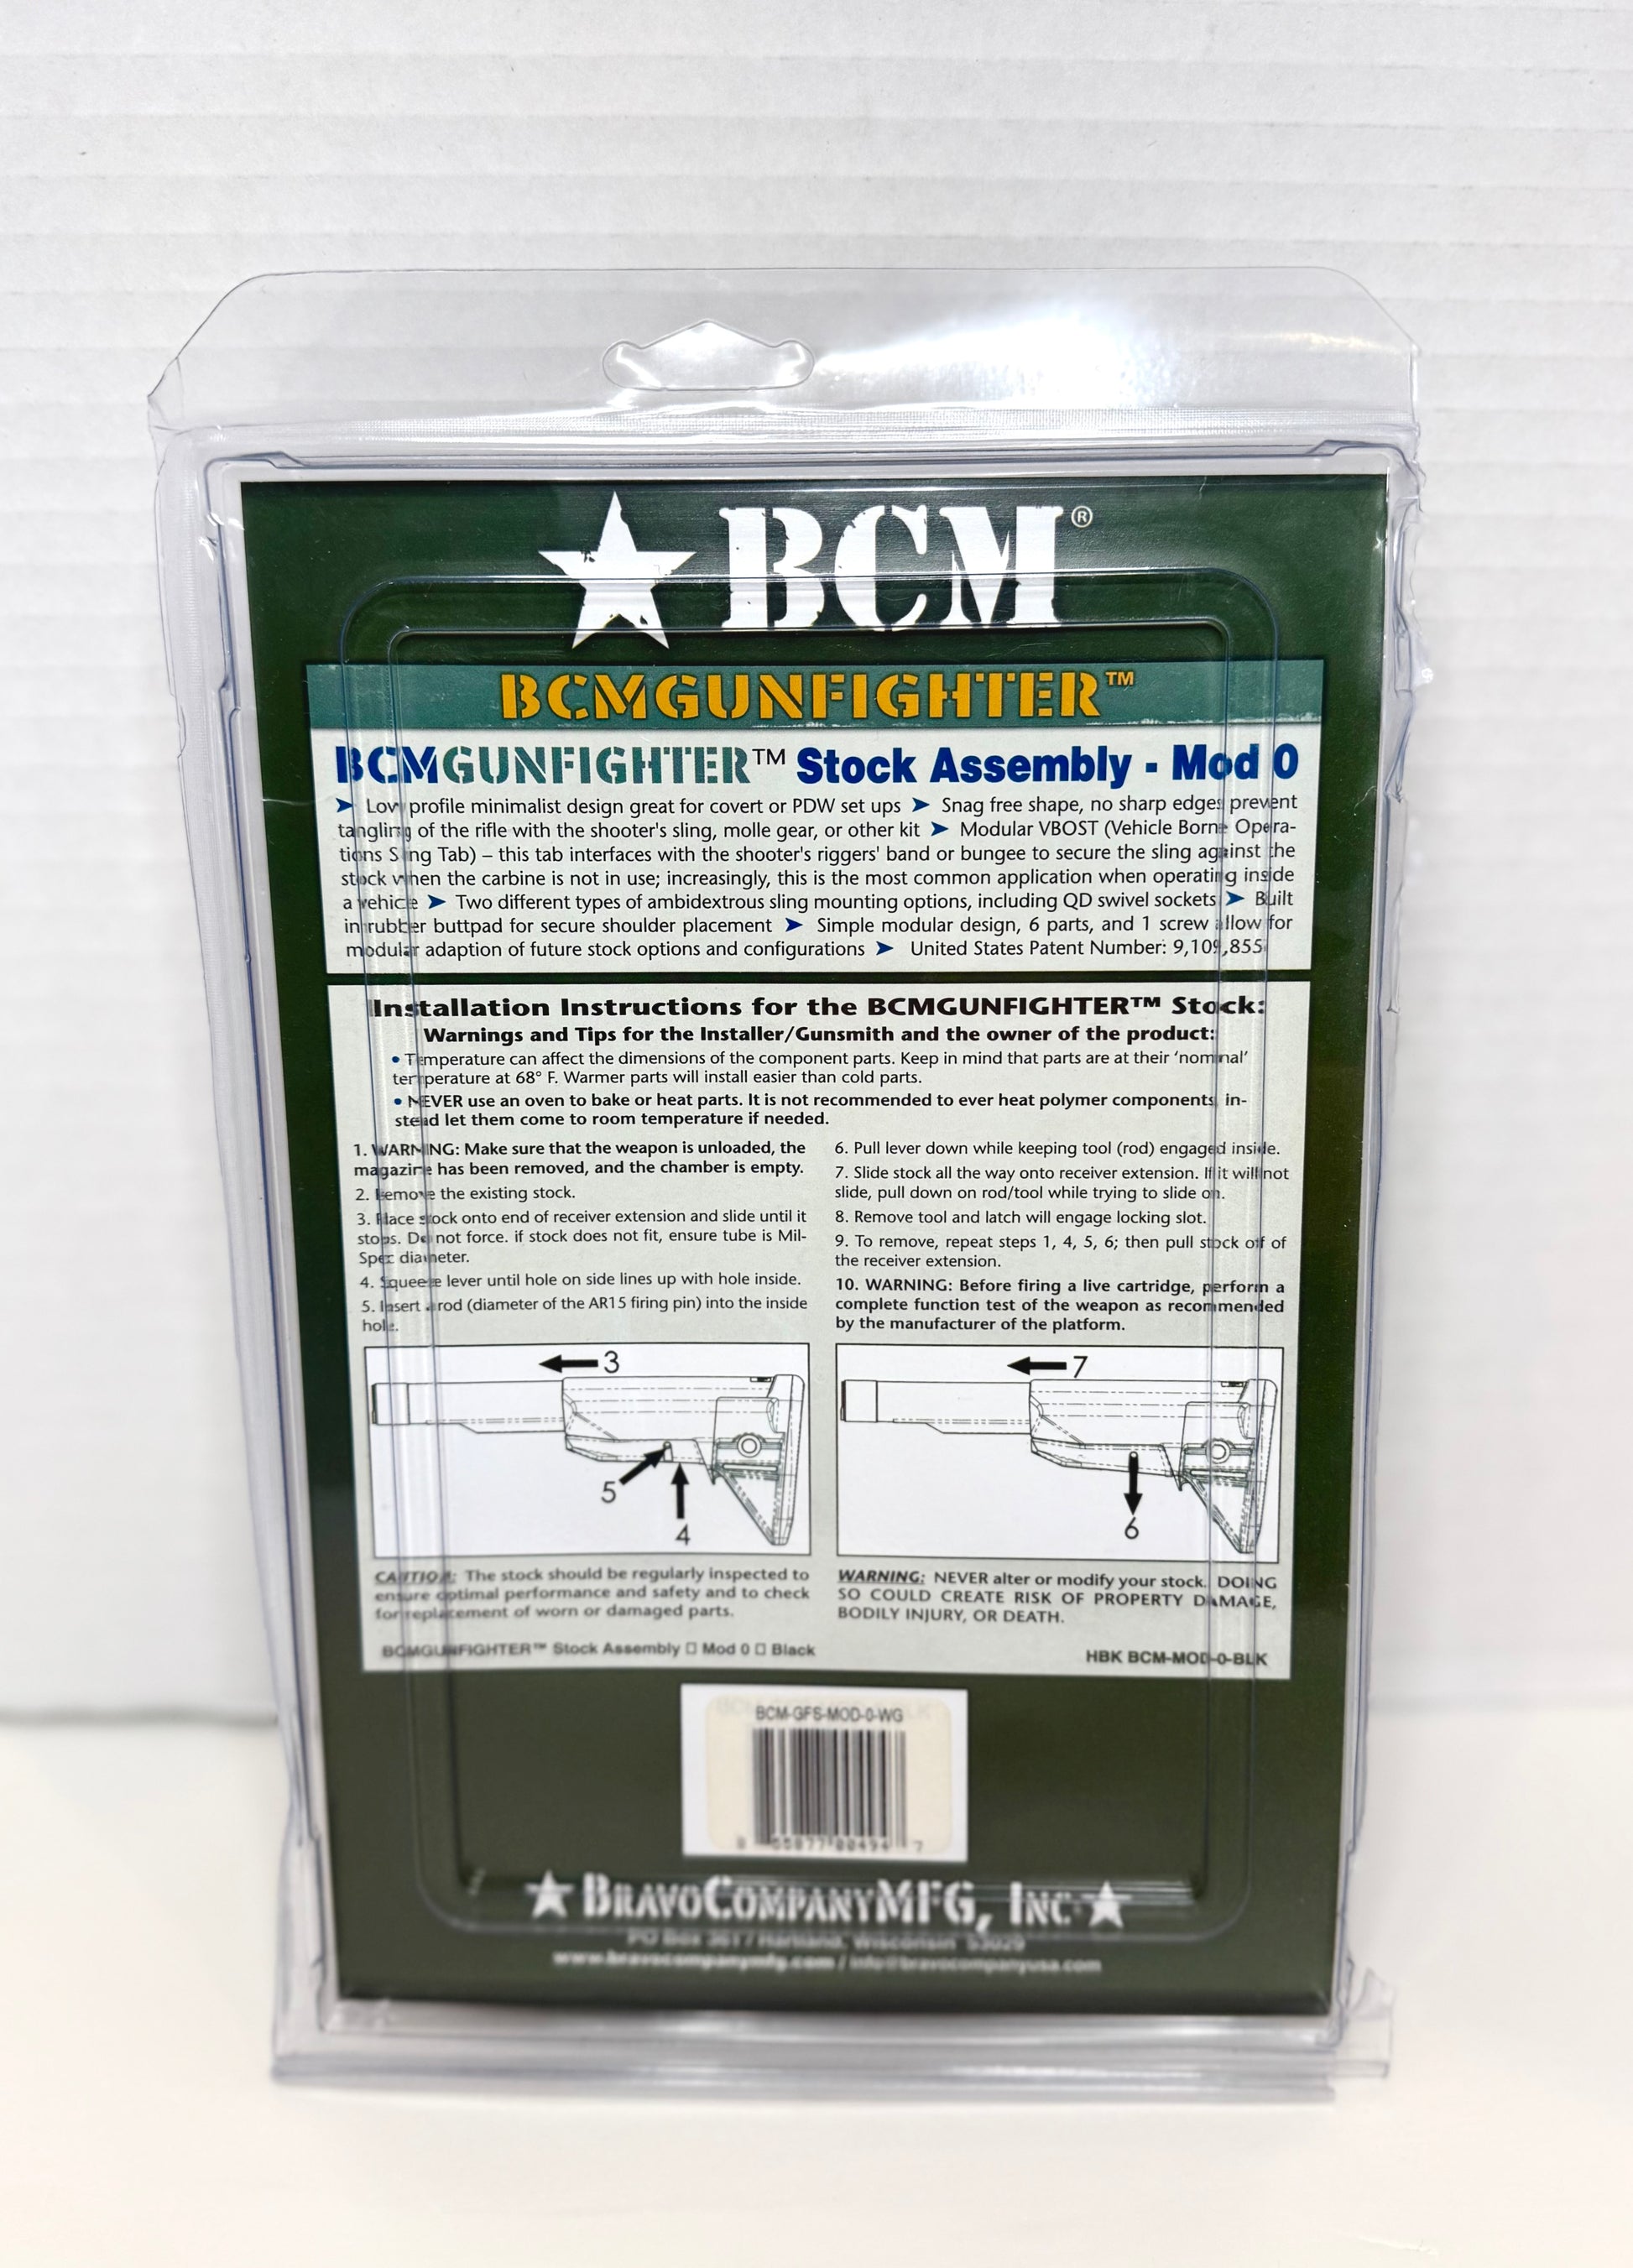 BCM®
BCMGUNFIGHTER™
BCMGUNFIGHTER™ Stock Assembly - Mod 0
➤ Low profile minimalist design great for covert or PDW set ups ➤ Snag free shape, no sharp edges prevent
tangling of the rifle with the shooter's sling, molle gear, or other kit ➤ Modular VBOST (Vehicle Borne Opera-
tions Sling Tab) – this tab interfaces with the shooter's riggers' band or bungee to secure the sling against the
stock when the carbine is not in use; increasingly, this is the most common application when operating inside
a vehicle ➤ Two different types of ambidextrous sling mounting options, including QD swivel sockets ➤ Built
in rubber buttpad for secure shoulder placement ➤ Simple modular design, 6 parts, and 1 screw allow for
modular adaption of future stock options and configurations ➤ United States Patent Number: 9,109,855
Installation Instructions for the BCMGUNFIGHTER™ Stock:
Warnings and Tips for the Installer/Gunsmith and the owner of the product:
• Temperature can affect the dimensions of the component parts. Keep in mind that parts are at their ‘nominal’
temperature at 68° F. Warmer parts will install easier than cold parts.
• NEVER use an oven to bake or heat parts. It is not recommended to ever heat polymer components, in-
stead let them come to room temperature if needed.
1. WARNING: Make sure that the weapon is unloaded, the
magazine has been removed, and the chamber is empty.
2. Remove the existing stock.
3. Place stock onto end of receiver extension and slide until it
stops. Do not force. if stock does not fit, ensure tube is Mil-
Spec diameter.
4. Squeeze lever until hole on side lines up with hole inside.
5. Insert a rod (diameter of the AR15 firing pin) into the inside
hole.
6. Pull lever down while keeping tool (rod) engaged inside.
7. Slide stock all the way onto receiver extension. If it will not
slide, pull down on rod/tool while trying to slide on.
8. Remove tool and latch will engage locking slot.
9. To remove, repeat steps 1, 4, 5, 6; then pull stock off of
the receiver extension.
10. WARNING: Before firing a live cartridge, perform a
complete function test of the weapon as recommended
by the manufacturer of the platform.
3
5
4
7
6
CAUTION: The stock should be regularly inspected to
ensure optimal performance and safety and to check
for replacement of worn or damaged parts.
WARNING: NEVER alter or modify your stock. DOING
SO COULD CREATE RISK OF PROPERTY DAMAGE,
BODILY INJURY, OR DEATH.
BCMGUNFIGHTER™ Stock Assembly □ Mod 0 □ Black
HBK BCM-MOD-0-BLK
BCM-GFS-MOD-0-WG
BRAVOCOMPANYMFG, INC
PO Box 361 / Hartland, Wisconsin 53029
www.bravocompanymfg.com / info@bravocompanyusa.com